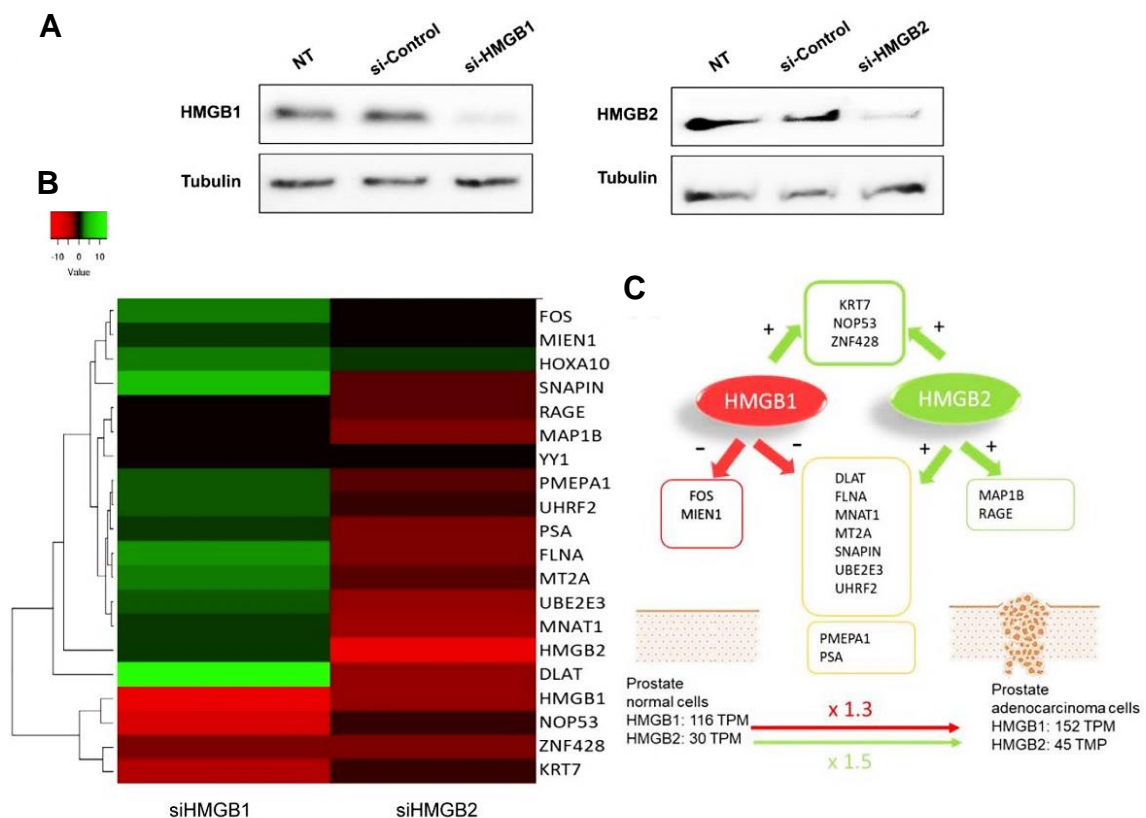 A
NT
si-Control
si-HMGB1
HMGB1
Tubulin
NT
si-Control
si-HMGB2
HMGB2
Tubulin
B
-10 0 5 10
Value
FOS
MIEN1
HOXA10
SNAPIN
RAGE
MAP1B
YY1
PMEPA1
UHRF2
PSA
FLNA
MT2A
UBE2E3
MNAT1
HMGB2
DLAT
HMGB1
NOP53
ZNF428
KRT7
siHMGB1 siHMGB2
C
KRT7
NOP53
ZNF428
+ +
HMGB1 HMGB2
- - + +
FOS
MIEN1
DLAT
FLNA
MNAT1
MT2A
SNAPIN
UBE2E3
UHRF2
MAP1B
RAGE
PMEPA1
PSA
Prostate
normal cells
HMGB1: 116 TPM
HMGB2: 30 TPM
x 1.3
x 1.5
Prostate
adenocarcinoma cells
HMGB1: 152 TPM
HMGB2: 45 TMP